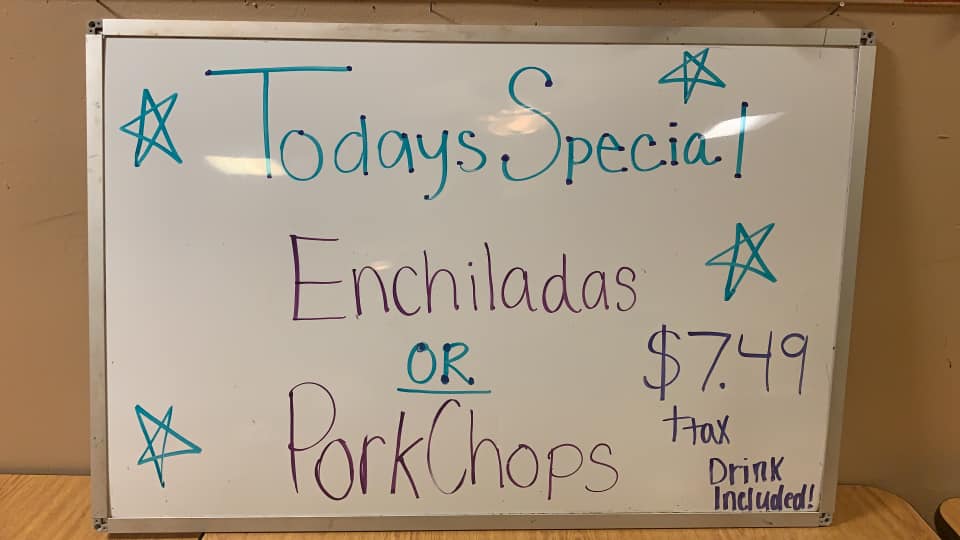 Todays Special
Enchiladas
OR
$7.49
PorkChops
+tax
Drink
Included!